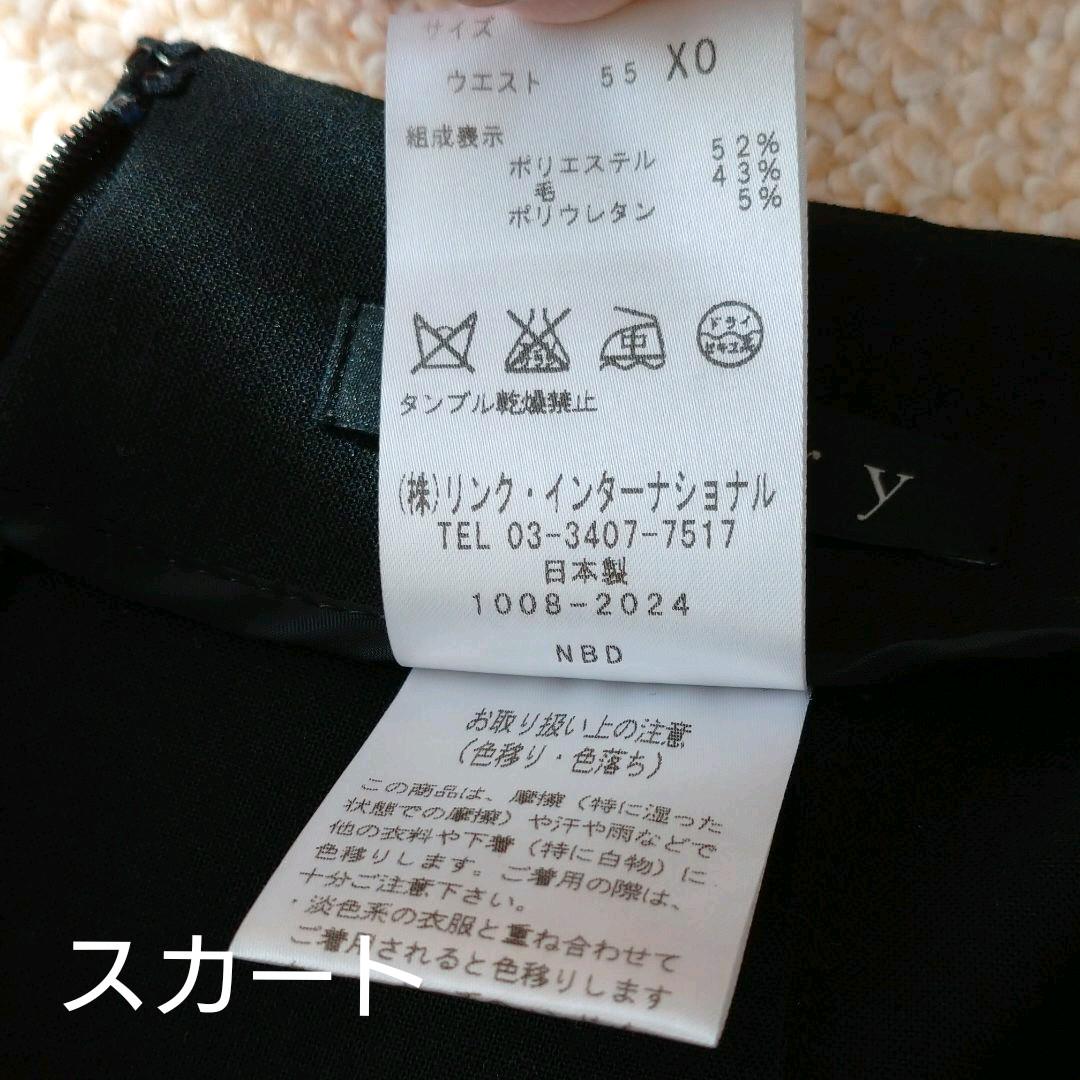 サイズ
ウエスト 55 XO
組成表示
ポリエステル 52%
毛 43%
ポリウレタン 5%
中
ドライ
セキユ系
タンブル乾燥禁止
(株)リンク・インターナショナル
TEL 03-3407-7517
日本製
1008-2024
NBD
r y
お取り扱い上の注意
(色移り・色落ち)
この商品は、摩擦(特に湿った
状態での摩擦)や汗や雨などで
他の衣料や下着(特に白物)に
色移りします。ご着用の際は、
十分ご注意下さい。
・淡色系の衣服と重ね合わせて
ご着用されると色移りします
スカート